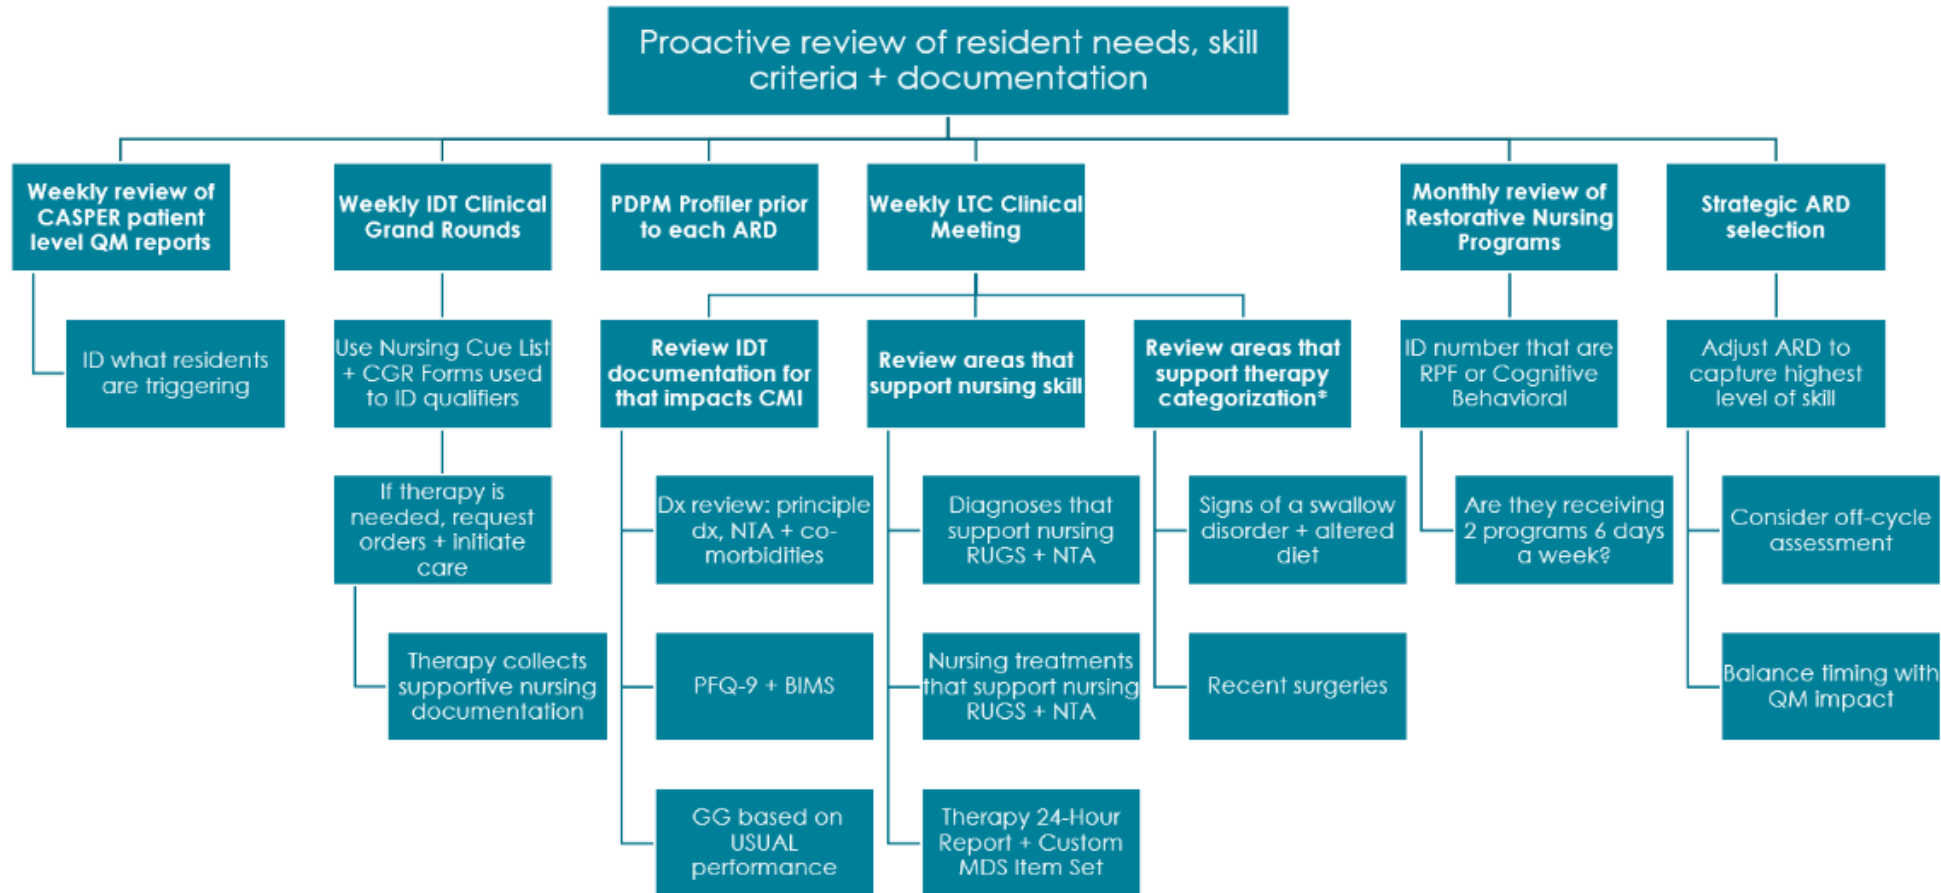 Proactive review of resident needs, skill
criteria + documentation
Weekly review of
CASPER patient
level QM reports
Weekly IDT Clinical
Grand Rounds
PDPM Profiler prior
to each ARD
Weekly LTC Clinical
Meeting
Monthly review of
Restorative Nursing
Programs
Strategic ARD
selection
ID what residents
are triggering
Use Nursing Cue List
+ CGR Forms used
to ID qualifiers
Review IDT
documentation for
that impacts CMI
Review areas that
support nursing skill
Review areas that
support therapy
categorization*
ID number that are
RPF or Cognitive
Behavioral
Adjust ARD to
capture highest
level of skill
If therapy is
needed, request
orders + initiate
care
Dx review: principle
dx, NTA + co-
morbidities
Diagnoses that
support nursing
RUGS + NTA
Signs of a swallow
disorder + altered
diet
Are they receiving
2 programs 6 days
a week?
Consider off-cycle
assessment
Therapy collects
supportive nursing
documentation
PFQ-9 + BIMS
Nursing treatments
that support nursing
RUGS + NTA
Recent surgeries
Balance timing with
QM impact
GG based on
USUAL
performance
Therapy 24-Hour
Report + Custom
MDS Item Set